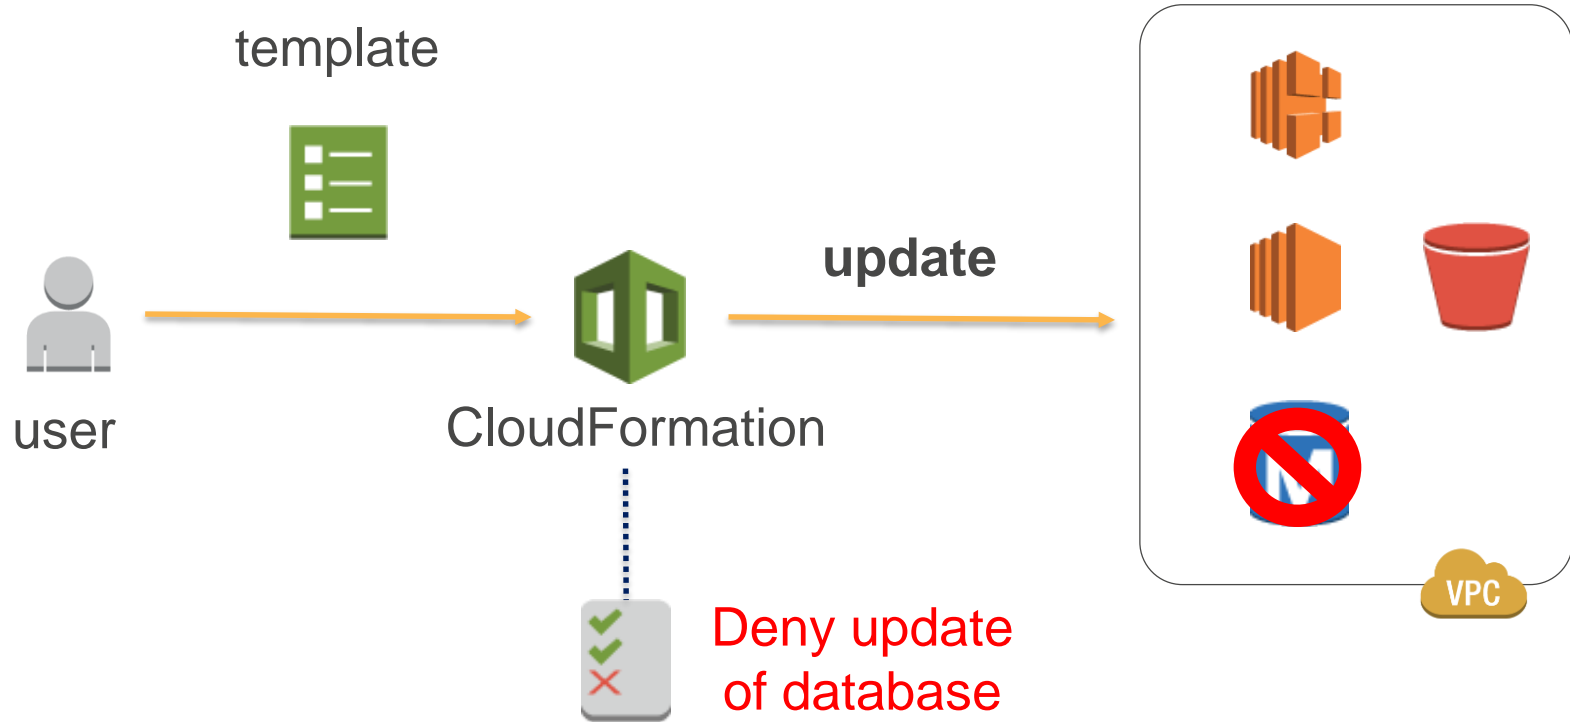 template
update
user
CloudFormation
M
VPC
Deny update
of database